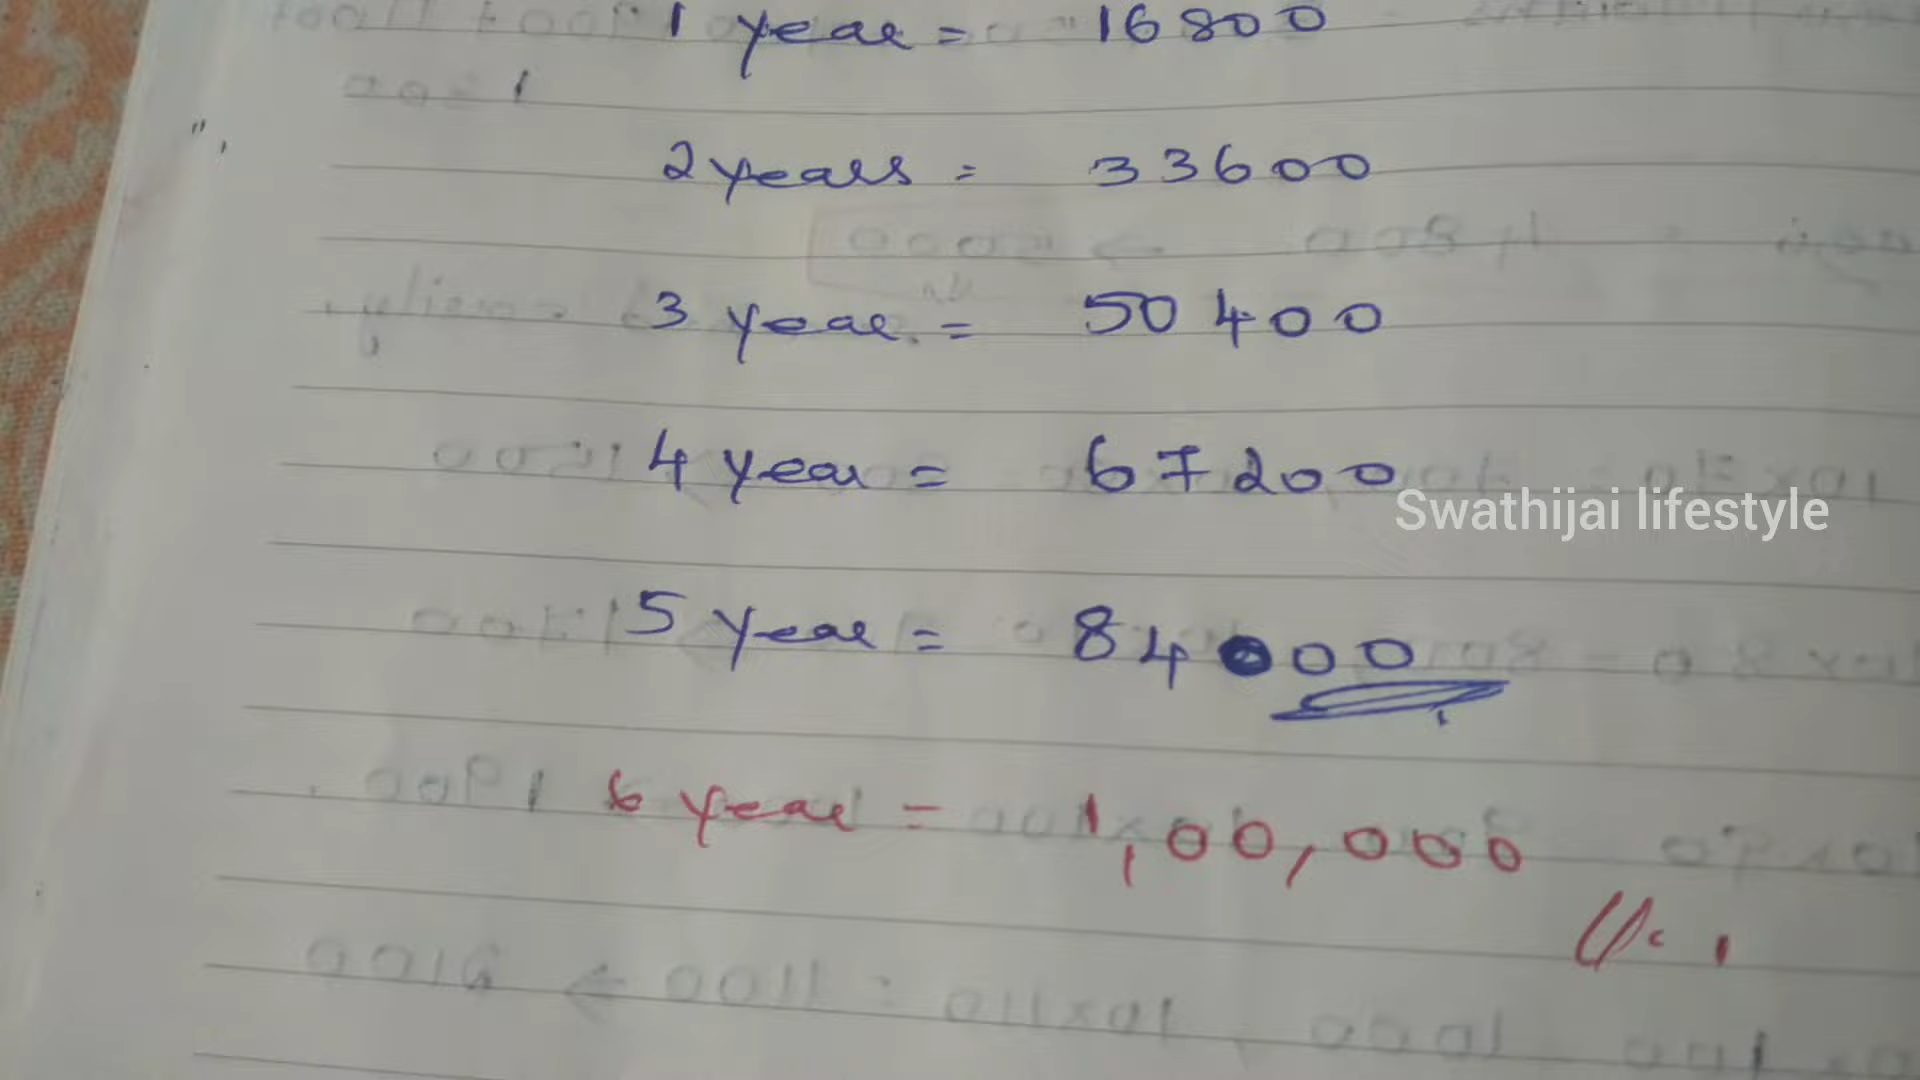 1 year = 16800
2 years = 33600
3 year. = 50400
4 year = 67200
Swathijai lifestyle
5 year = 84000
6 year = 1,00,000